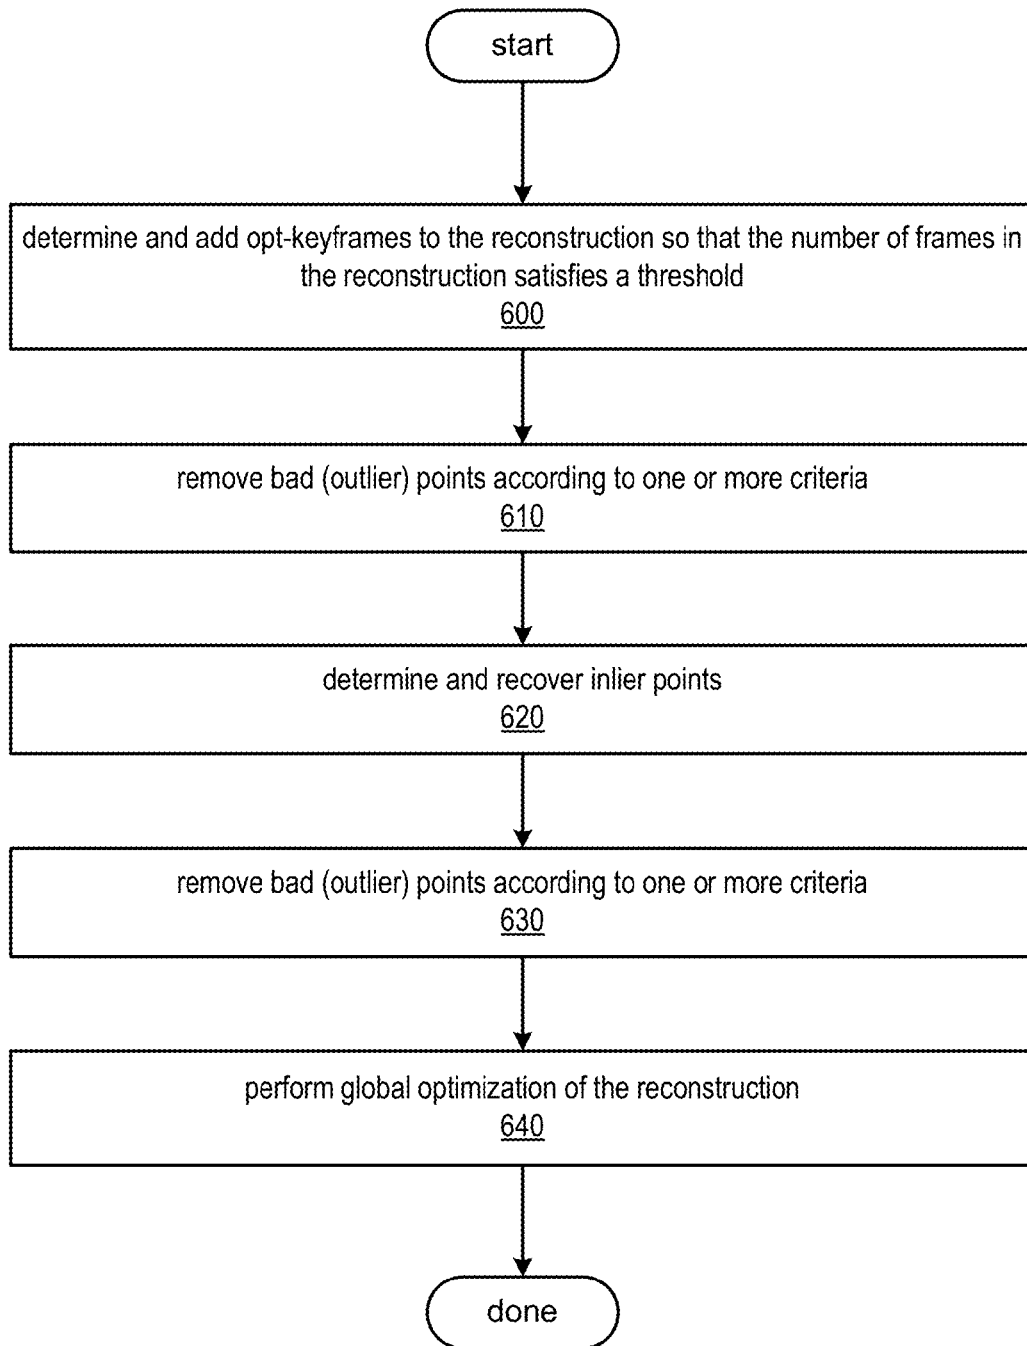 start
determine and add opt-keyframes to the reconstruction so that the number of frames in
the reconstruction satisfies a threshold
600
remove bad (outlier) points according to one or more criteria
610
determine and recover inlier points
620
remove bad (outlier) points according to one or more criteria
630
perform global optimization of the reconstruction
640
done